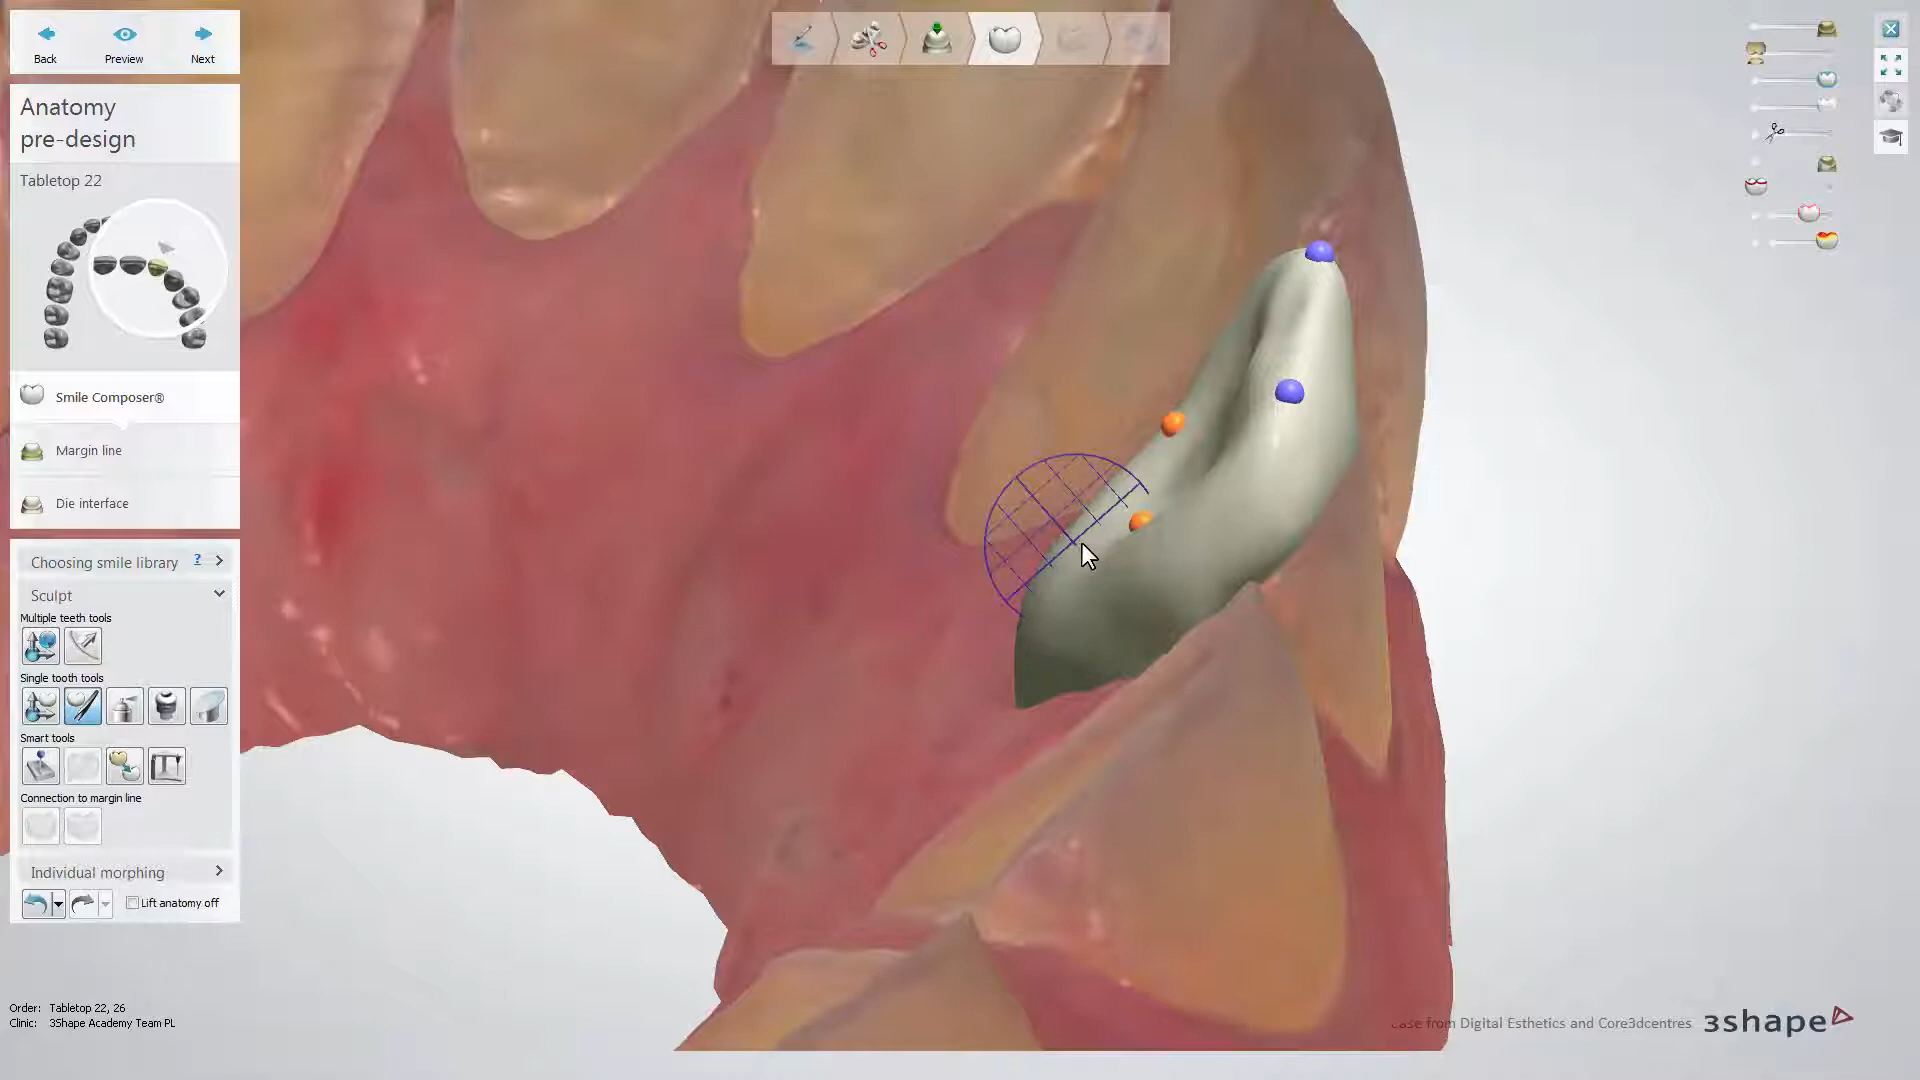 Back
Preview
Next
Anatomy
pre-design
Tabletop 22
Smile Composer®
Margin line
Die interface
Choosing smile library ?
Sculpt
Multiple teeth tools
Single tooth tools
Smart tools
Connection to margin line
Individual morphing
Lift anatomy off
Order: Tabletop 22, 26
Clinic: 3Shape Academy Team PL
from Digital Esthetics and Core3dcentres
3shape